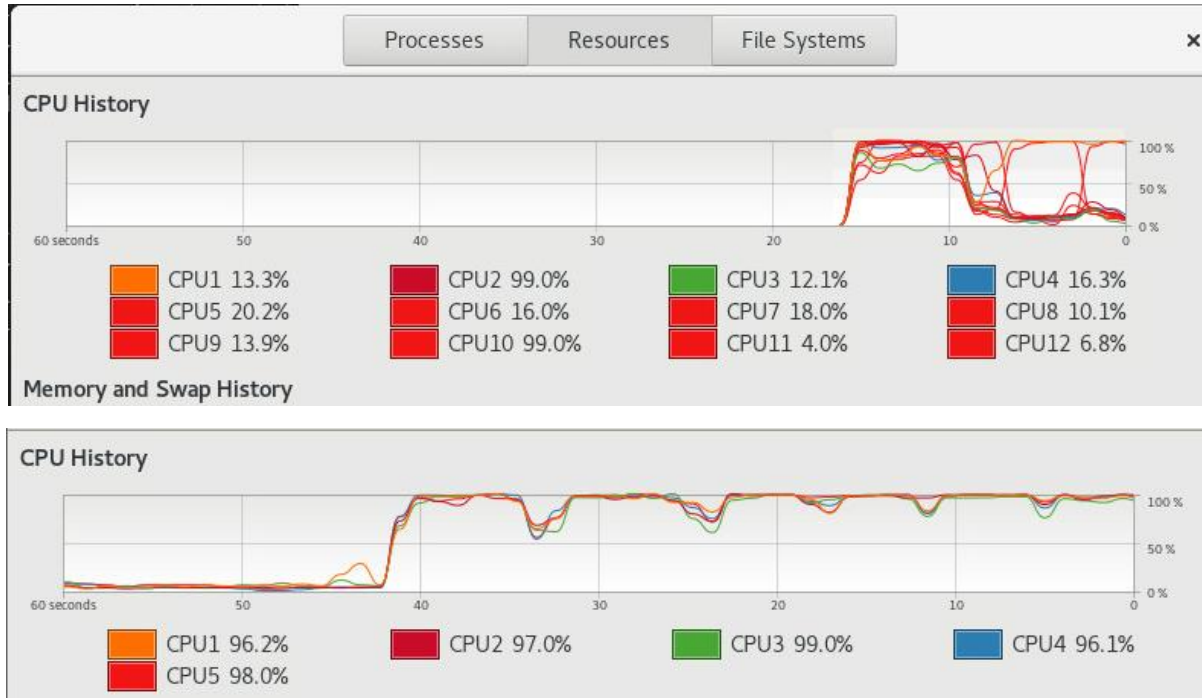 Processes Resources File Systems ×
CPU History
100 %
50 %
0 %
60 seconds 50 40 30 20 10 0
CPU1 13.3% CPU2 99.0% CPU3 12.1% CPU4 16.3%
CPU5 20.2% CPU6 16.0% CPU7 18.0% CPU8 10.1%
CPU9 13.9% CPU10 99.0% CPU11 4.0% CPU12 6.8%
Memory and Swap History
CPU History
100 %
50 %
0 %
60 seconds 50 40 30 20 10 0
CPU1 96.2% CPU2 97.0% CPU3 99.0% CPU4 96.1%
CPU5 98.0%